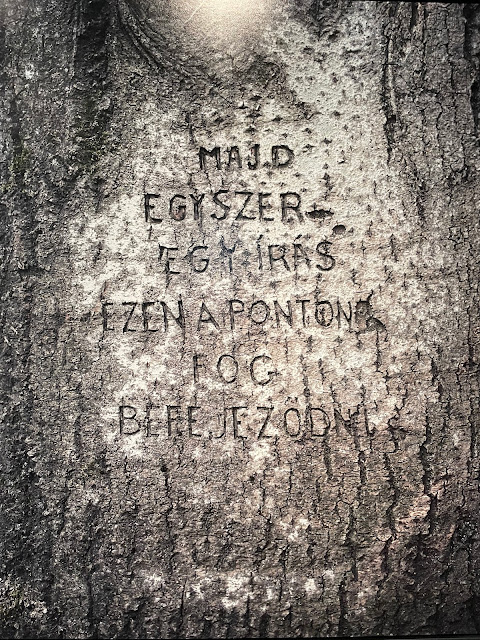 MAJD
EGYSZER
EGY ÍRÁS
EZEN A PONTON
FOG
BEFEJEZŐDNI